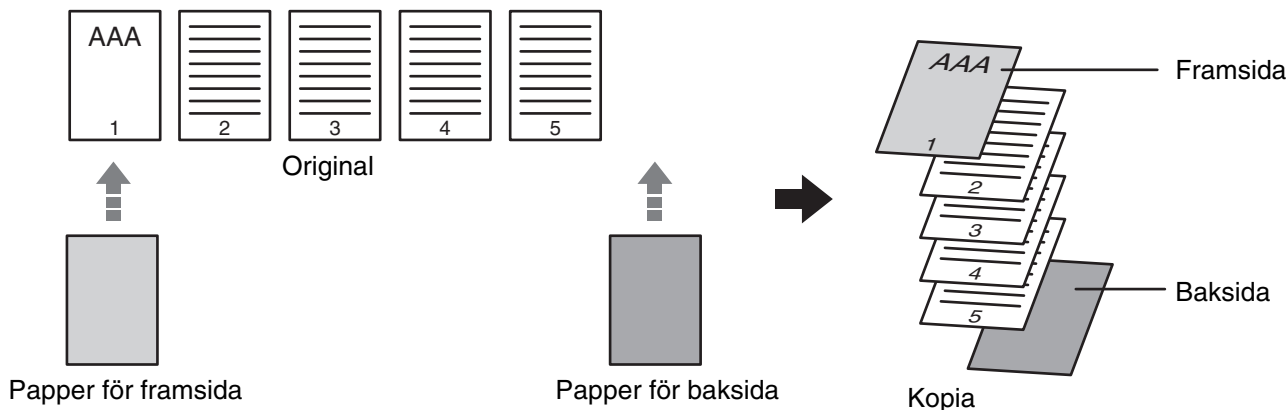 AAA
1
2
3
4
5
Original
Papper för framsida
Papper för baksida
AAA
1
2
3
4
5
Framsida
Baksida
Kopia